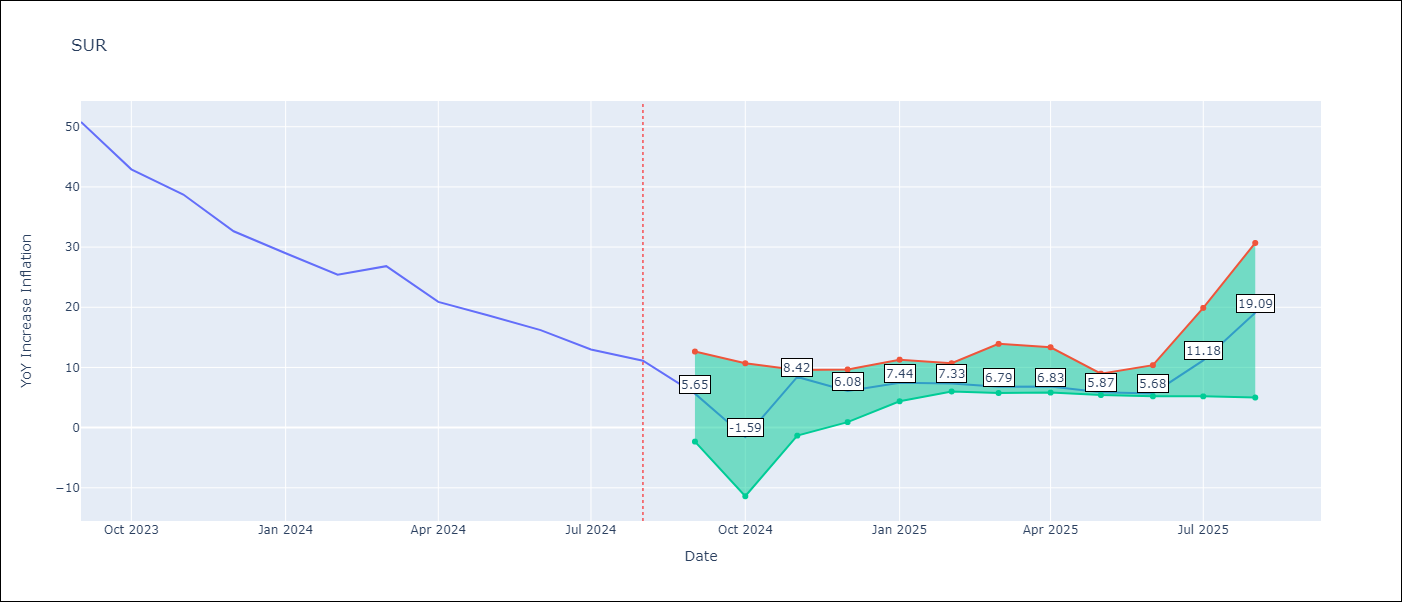 SUR
YoY Increase Inflation
50
40
30
20
10
0
−10
5.65
-1.59
8.42
6.08
7.44
7.33
6.79
6.83
5.87
5.68
11.18
19.09
Oct 2023
Jan 2024
Apr 2024
Jul 2024
Oct 2024
Jan 2025
Apr 2025
Jul 2025
Date